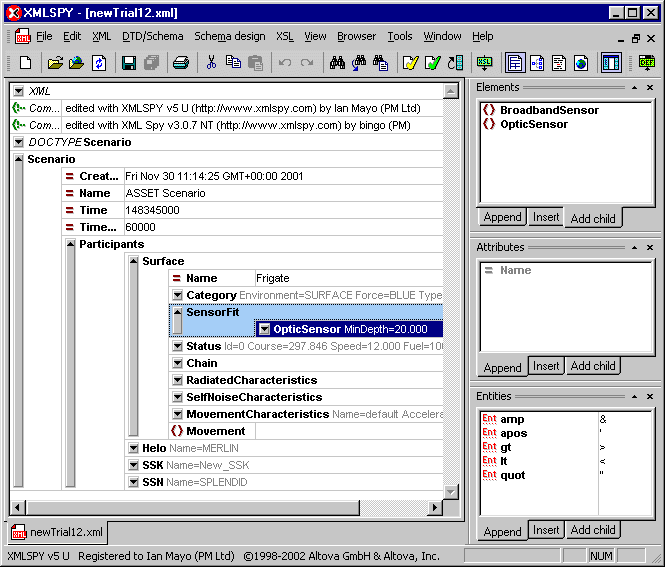 XMLSPY - [newTrial12.xml]
File Edit XML DTD/Schema Schema design XSL View Browser Tools Window Help
XML
Com... edited with XMLSPY v5 U (http://www.xmlspy.com) by Ian Mayo (PM Ltd)
Com... edited with XML Spy v3.0.7 NT (http://www.xmlspy.com) by bingo (PM)
DOCTYPE Scenario
Scenario
Creat... Fri Nov 30 11:14:25 GMT+00:00 2001
Name ASSET Scenario
Time 148345000
Time... 60000
Participants
Surface
Name Frigate
Category Environment=SURFACE Force=BLUE Type
SensorFit
OpticSensor MinDepth=20.000
Status Id=0 Course=297.846 Speed=12.000 Fuel=100
Chain
RadiatedCharacteristics
SelfNoiseCharacteristics
MovementCharacteristics Name=default Accelera
Movement
Helo Name=MERLIN
SSK Name=New_SSK
SSN Name=SPLENDID
newTrial12.xml
Elements
BroadbandSensor
OpticSensor
Append Insert Add child
Attributes
Name
Append Insert Add child
Entities
Ent amp &
Ent apos '
Ent gt >
Ent lt <
Ent quot "
Append Insert Add child
XMLSPY v5 U Registered to Ian Mayo (PM Ltd) ©1998-2002 Altova GmbH & Altova, Inc. NUM